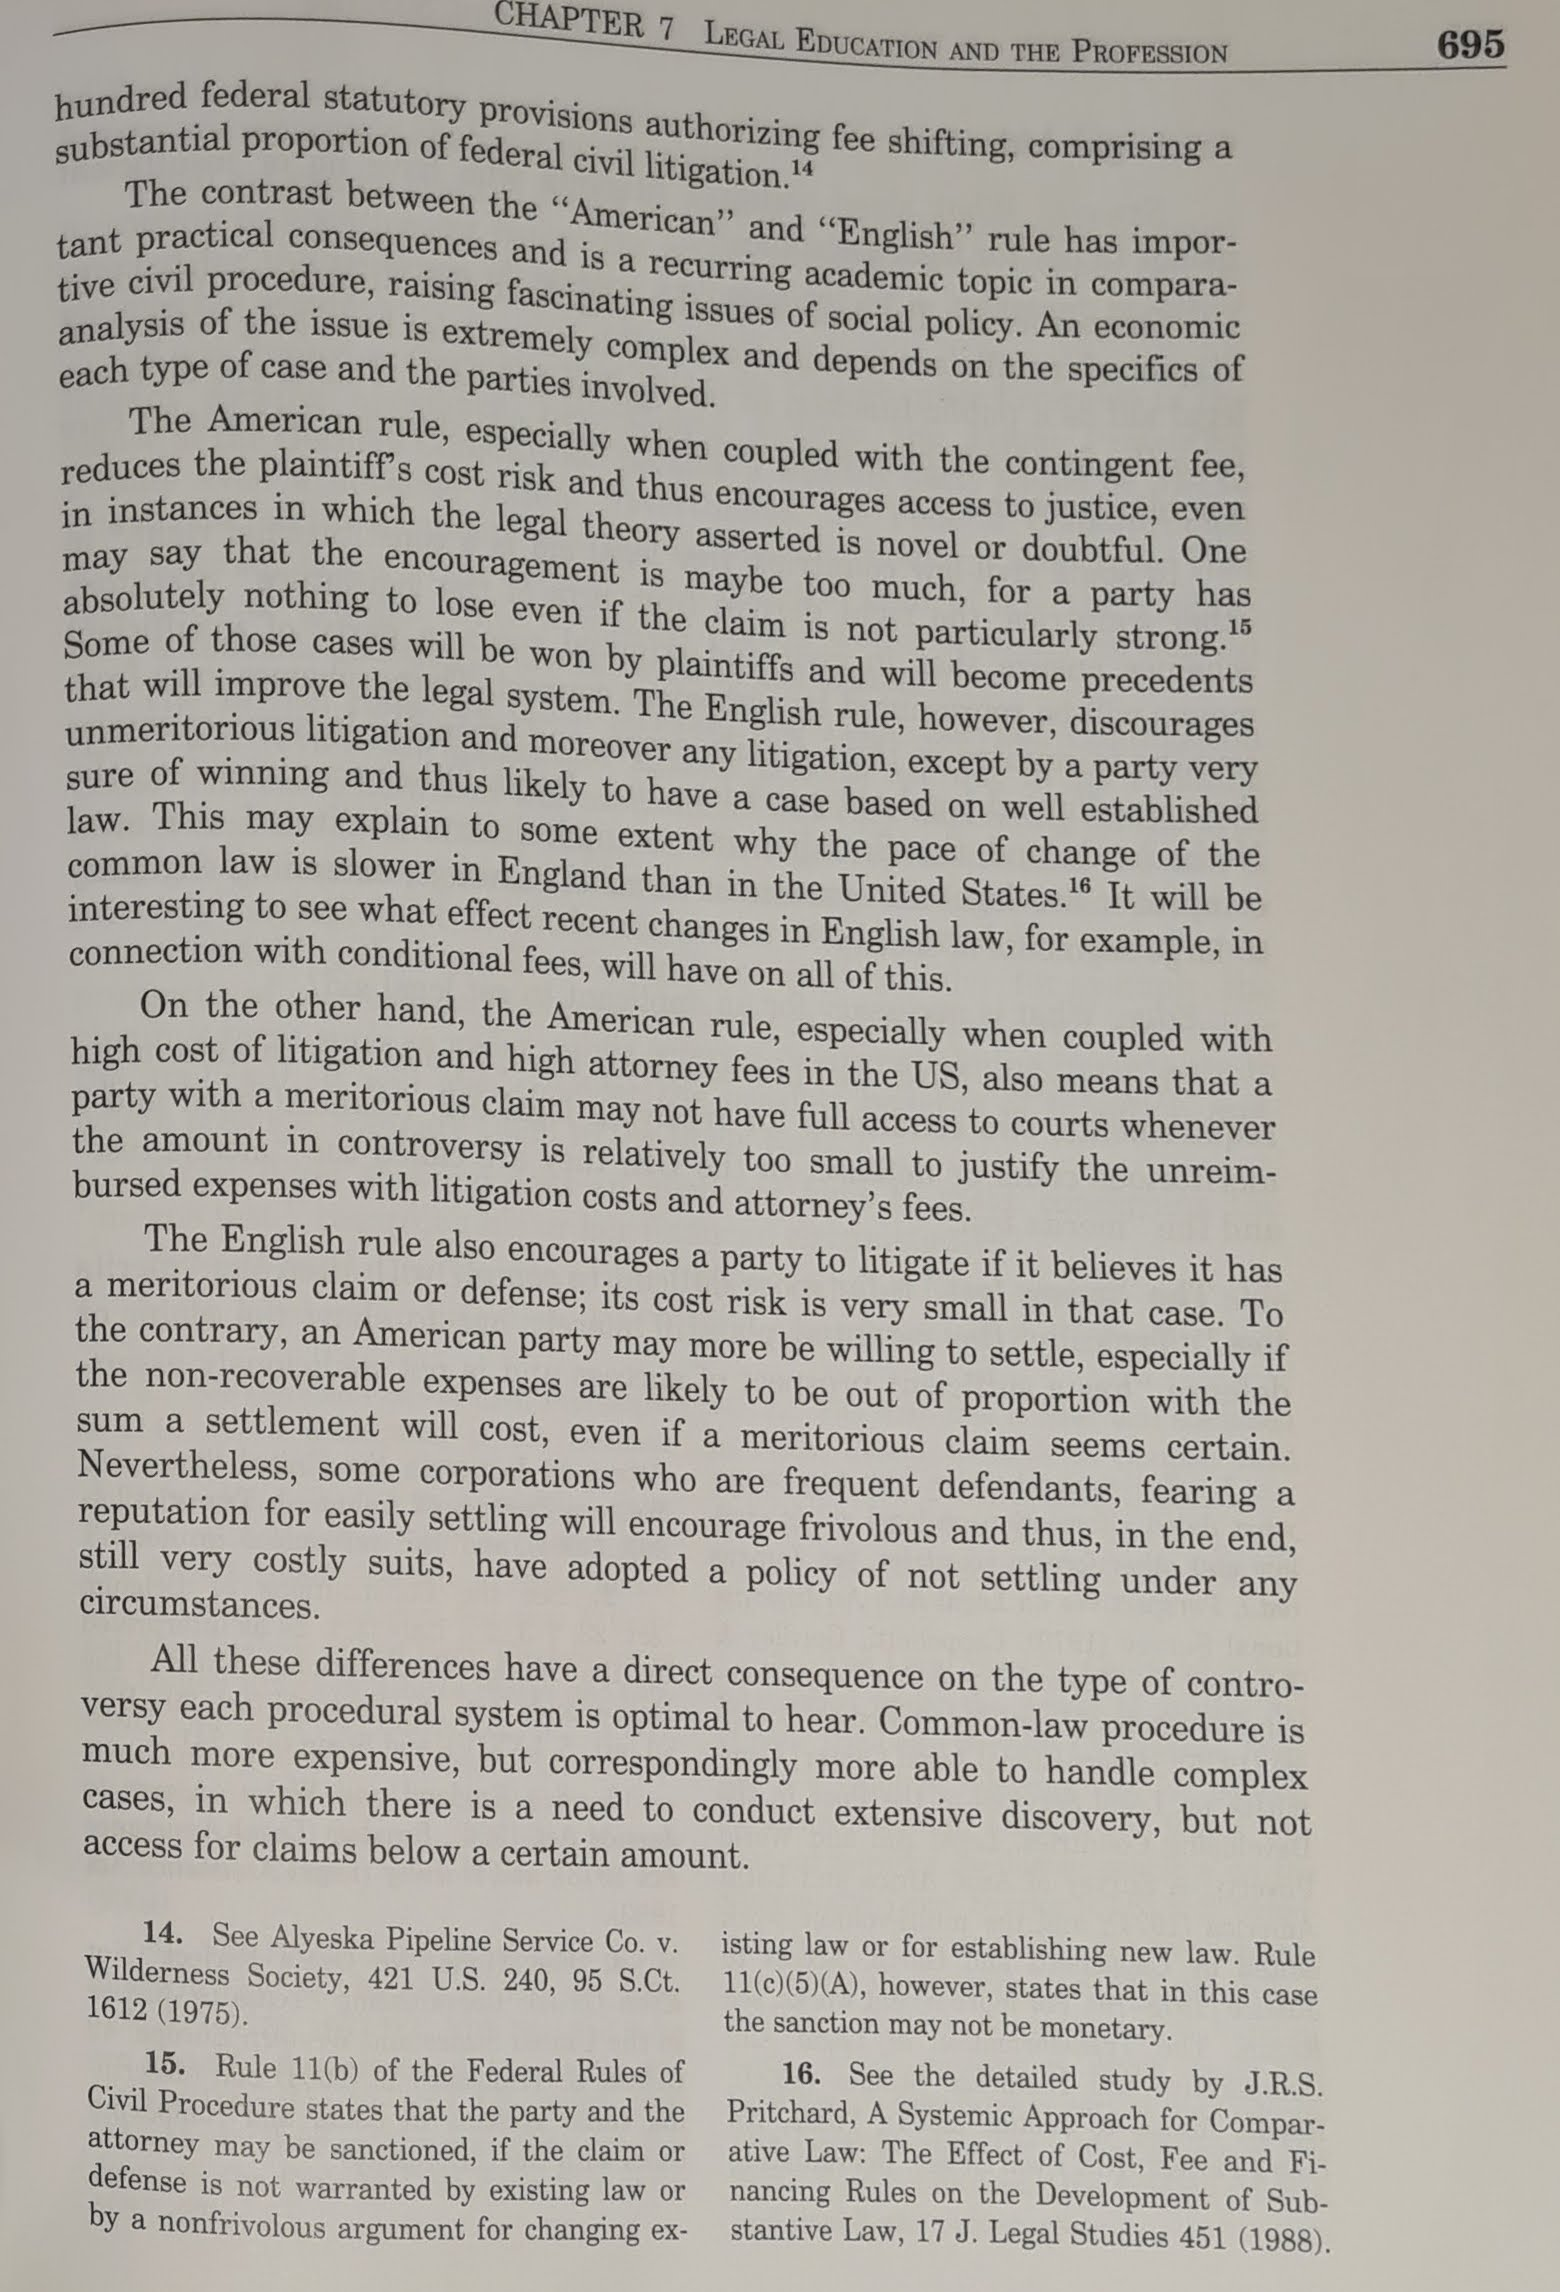 CHAPTER 7 LEGAL EDUCATION AND THE PROFESSION 695
hundred federal statutory provisions authorizing fee shifting, comprising a
substantial proportion of federal civil litigation.14
The contrast between the “American” and “English” rule has impor-
tant practical consequences and is a recurring academic topic in compara-
tive civil procedure, raising fascinating issues of social policy. An economic
analysis of the issue is extremely complex and depends on the specifics of
each type of case and the parties involved.
The American rule, especially when coupled with the contingent fee,
reduces the plaintiff’s cost risk and thus encourages access to justice, even
in instances in which the legal theory asserted is novel or doubtful. One
may say that the encouragement is maybe too much, for a party has
absolutely nothing to lose even if the claim is not particularly strong.15
Some of those cases will be won by plaintiffs and will become precedents
that will improve the legal system. The English rule, however, discourages
unmeritorious litigation and moreover any litigation, except by a party very
sure of winning and thus likely to have a case based on well established
law. This may explain to some extent why the pace of change of the
common law is slower in England than in the United States.16 It will be
interesting to see what effect recent changes in English law, for example, in
connection with conditional fees, will have on all of this.
On the other hand, the American rule, especially when coupled with
high cost of litigation and high attorney fees in the US, also means that a
party with a meritorious claim may not have full access to courts whenever
the amount in controversy is relatively too small to justify the unreim-
bursed expenses with litigation costs and attorney’s fees.
The English rule also encourages a party to litigate if it believes it has
a meritorious claim or defense; its cost risk is very small in that case. To
the contrary, an American party may more be willing to settle, especially if
the non-recoverable expenses are likely to be out of proportion with the
sum a settlement will cost, even if a meritorious claim seems certain.
Nevertheless, some corporations who are frequent defendants, fearing a
reputation for easily settling will encourage frivolous and thus, in the end,
still very costly suits, have adopted a policy of not settling under any
circumstances.
All these differences have a direct consequence on the type of contro-
versy each procedural system is optimal to hear. Common-law procedure is
much more expensive, but correspondingly more able to handle complex
cases, in which there is a need to conduct extensive discovery, but not
access for claims below a certain amount.
14. See Alyeska Pipeline Service Co. v.
Wilderness Society, 421 U.S. 240, 95 S.Ct.
1612 (1975).
15. Rule 11(b) of the Federal Rules of
Civil Procedure states that the party and the
attorney may be sanctioned, if the claim or
defense is not warranted by existing law or
by a nonfrivolous argument for changing ex-
isting law or for establishing new law. Rule
11(c)(5)(A), however, states that in this case
the sanction may not be monetary.
16. See the detailed study by J.R.S.
Pritchard, A Systemic Approach for Compar-
ative Law: The Effect of Cost, Fee and Fi-
nancing Rules on the Development of Sub-
stantive Law, 17 J. Legal Studies 451 (1988).